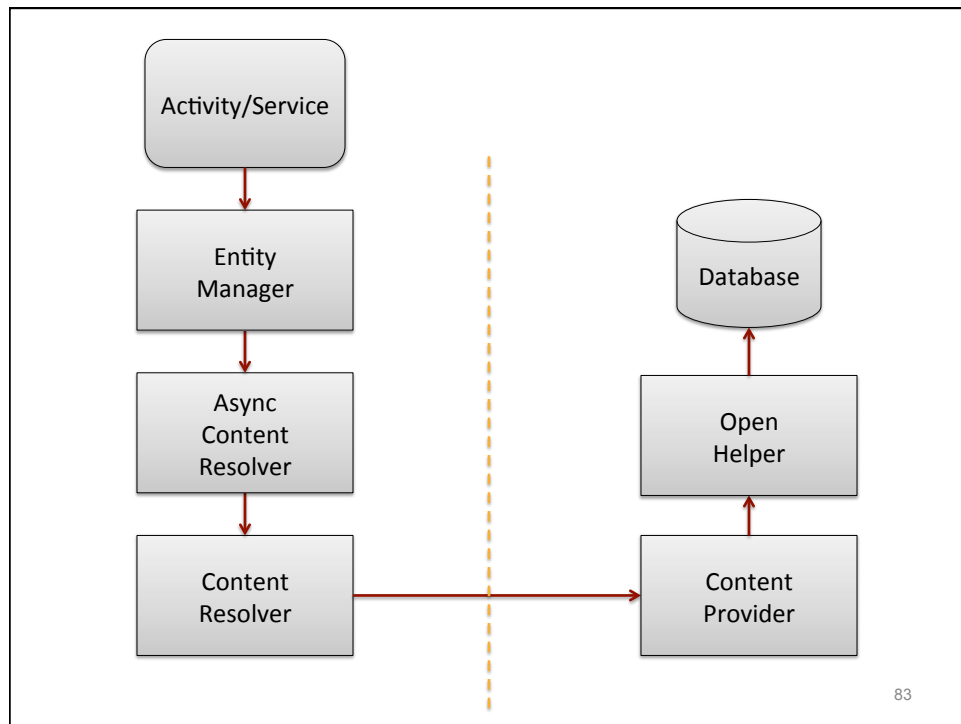 Activity/Service
Entity
Manager
Async
Content
Resolver
Content
Resolver
Database
Open
Helper
Content
Provider
83